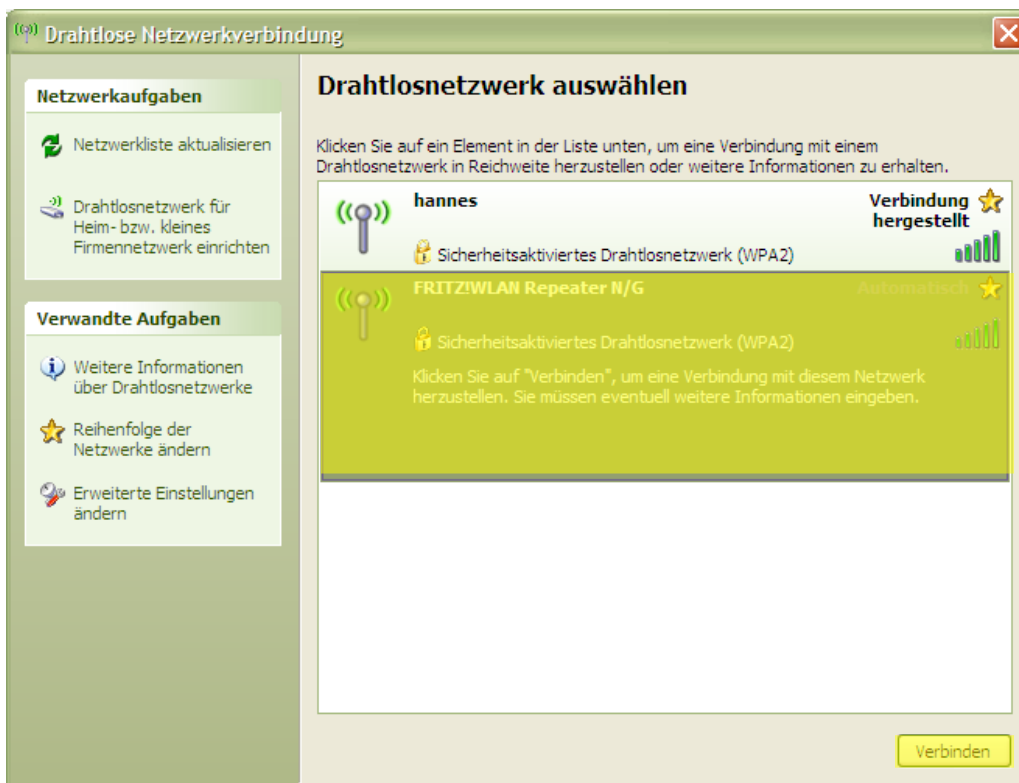 Drahtlose Netzwerkverbindung
Netzwerkaufgaben
Netzwerkliste aktualisieren
Drahtlosnetzwerk für
Heim- bzw. kleines
Firmennetzwerk einrichten
Verwandte Aufgaben
Weitere Informationen
über Drahtlosnetzwerke
Reihenfolge der
Netzwerke ändern
Erweiterte Einstellungen
ändern
Drahtlosnetzwerk auswählen
Klicken Sie auf ein Element in der Liste unten, um eine Verbindung mit einem
Drahtlosnetzwerk in Reichweite herzustellen oder weitere Informationen zu erhalten.
hannes
Verbindung
hergestellt
Sicherheitsaktiviertes Drahtlosnetzwerk (WPA2)
FRITZ!WLAN Repeater N/G
Automatisch
Sicherheitsaktiviertes Drahtlosnetzwerk (WPA2)
Klicken Sie auf "Verbinden", um eine Verbindung mit diesem Netzwerk
herzustellen. Sie müssen eventuell weitere Informationen eingeben.
Verbinden